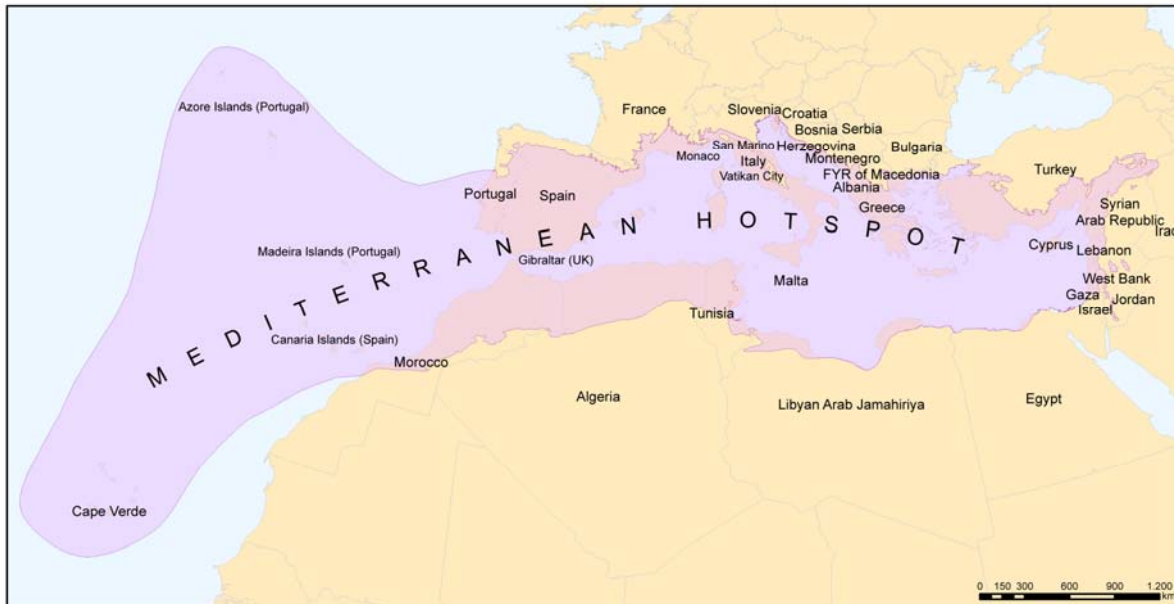 Azore Islands (Portugal)
France
Slovenia
Croatia
Bosnia
Serbia
San Marino
Herzegovina
Bulgaria
Monaco
Italy
Montenegro
Vatikan City
FYR of Macedonia
Turkey
Portugal
Spain
Albania
Greece
Syrian
Arab Republic
Iraq
MEDITERRANEAN HOTSPOT
Madeira Islands (Portugal)
Gibraltar (UK)
Cyprus
Lebanon
Malta
West Bank
Gaza
Jordan
Israel
Tunisia
Canaria Islands (Spain)
Morocco
Algeria
Libyan Arab Jamahiriya
Egypt
Cape Verde
0 150 300 600 900 1.200
km